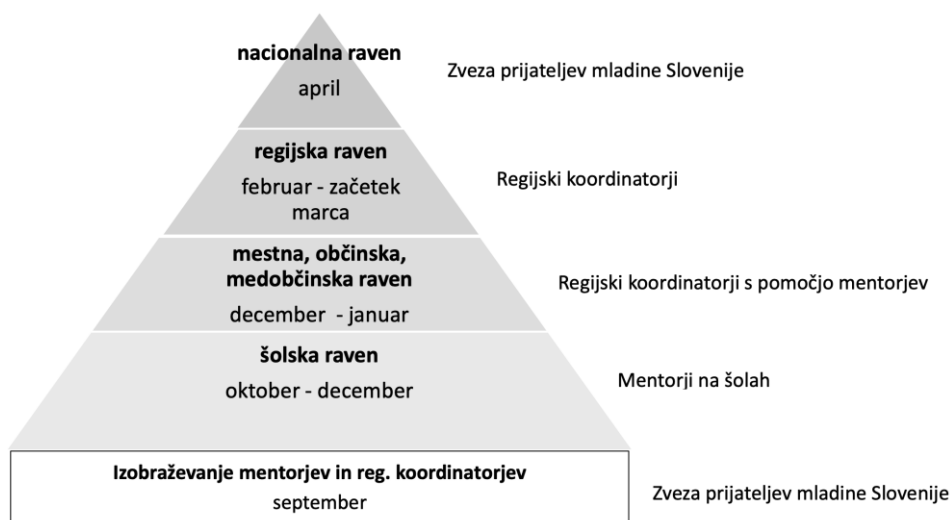 nacionalna raven
april
Zveza prijateljev mladine Slovenije
regijska raven
februar - začetek
marca
Regijski koordinatorji
mestna, občinska,
medobčinska raven
december - januar
Regijski koordinatorji s pomočjo mentorjev
šolska raven
oktober - december
Mentorji na šolah
Izobraževanje mentorjev in reg. koordinatorjev
september
Zveza prijateljev mladine Slovenije